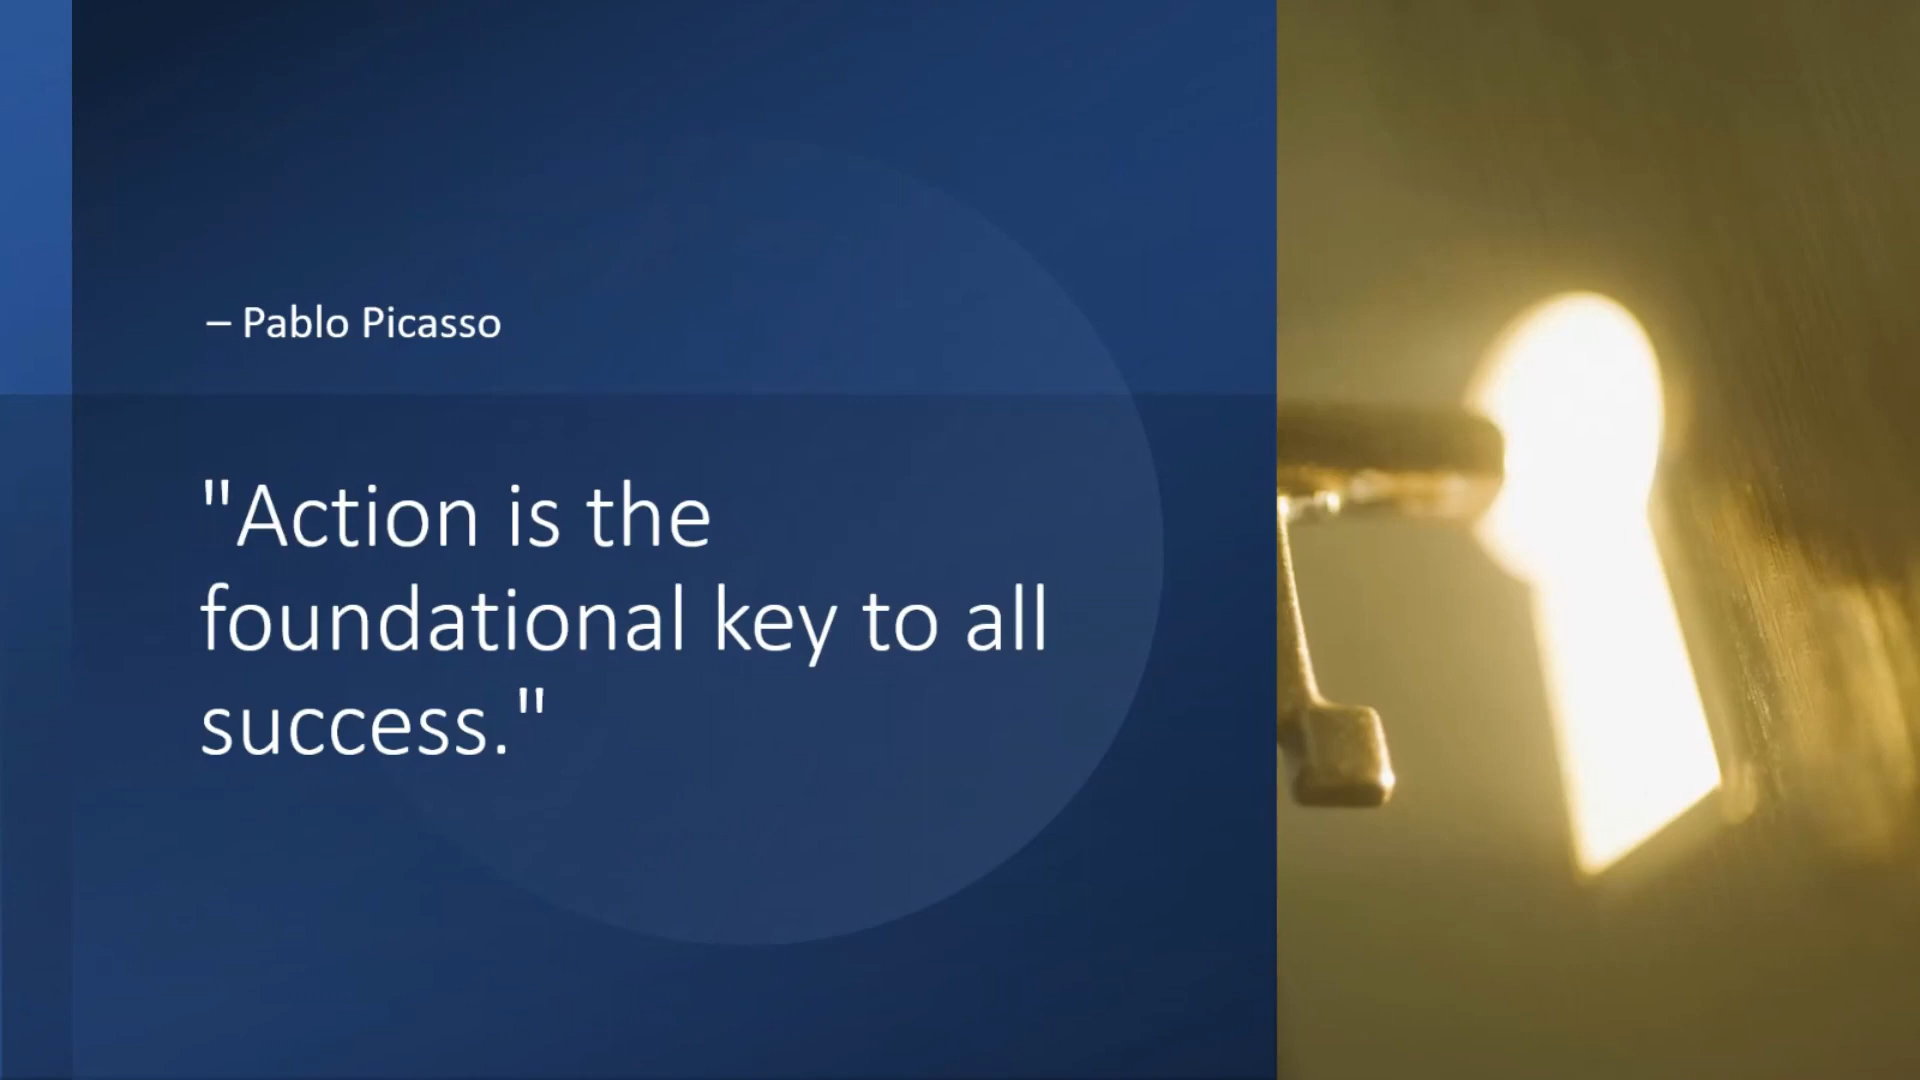 – Pablo Picasso
"Action is the
foundational key to all
success."